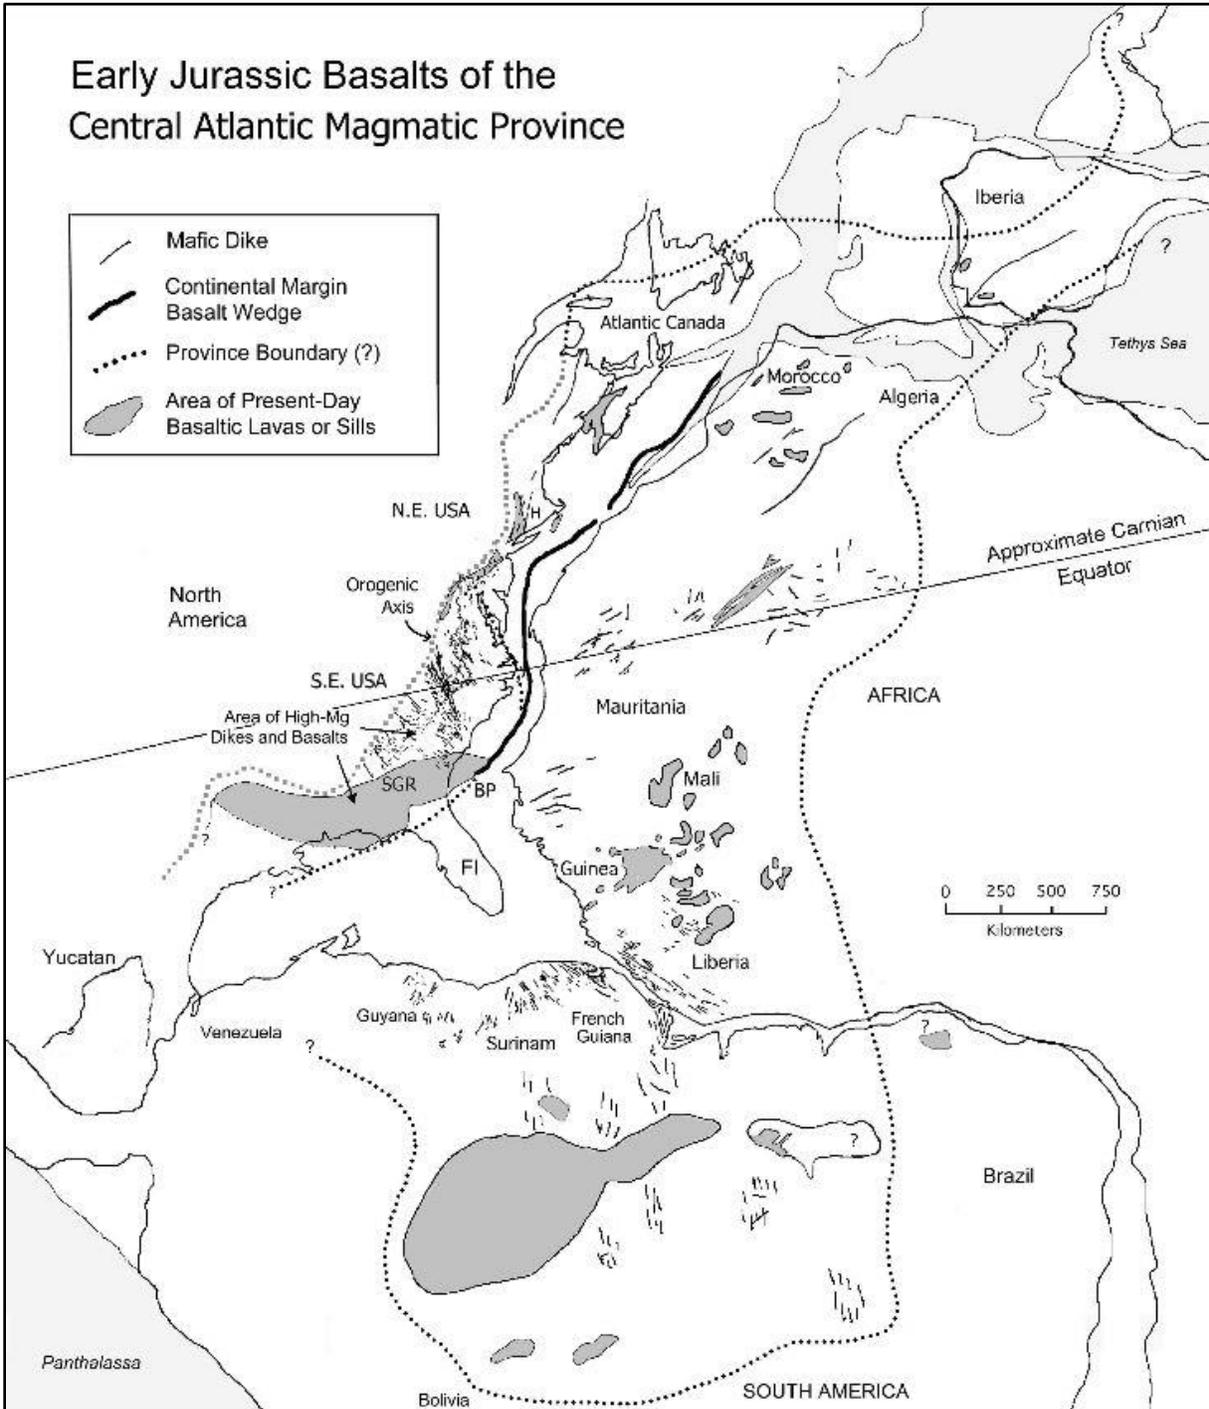 Early Jurassic Basalts of the
Central Atlantic Magmatic Province
Mafic Dike
Continental Margin
Basalt Wedge
Province Boundary (?)
Area of Present-Day
Basaltic Lavas or Sills
?
Iberia
?
Tethys Sea
Atlantic Canada
Morocco
Algeria
N.E. USA
H
Approximate Carnian
Equator
North
America
Orogenic
Axis
S.E. USA
AFRICA
Mauritania
Area of High-Mg
Dikes and Basalts
SGR
BP
Mali
?
Fl
Guinea
?
0 250 500 750
Kilometers
Yucatan
Liberia
Venezuela
Guyana
Surinam
French
Guiana
?
?
?
Brazil
Panthalassa
Bolivia
SOUTH AMERICA